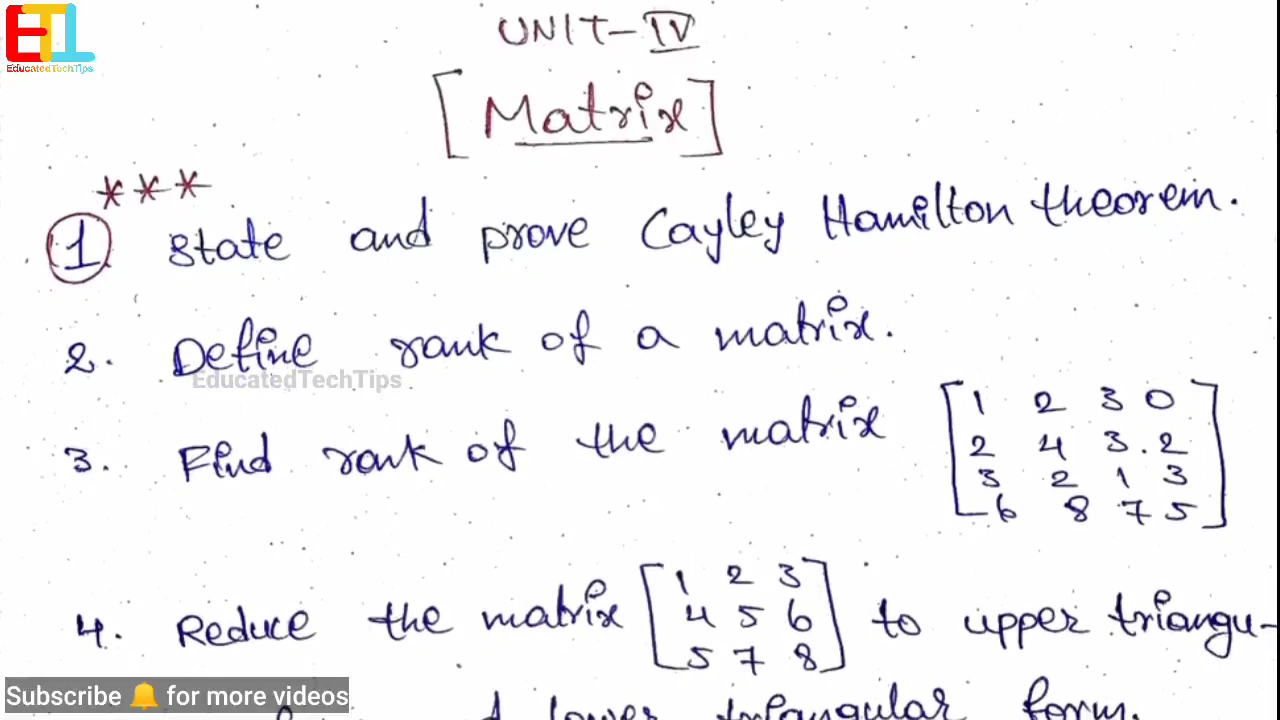 ETI
EducatedTechTips
UNIT-IV
[Matrix]
***
1 State and prove Cayley Hamilton theorem.
2. Define rank of a matrix.
EducatedTechTips
3. Find rank of the matrix [1 2 3 0
2 4 3.2
3 2 1 3
6 8 7 5]
4. Reduce the matrix [1 2 3
4 5 6
5 7 8] to upper triangu-
lower triangular form.
Subscribe 🔔 for more videos